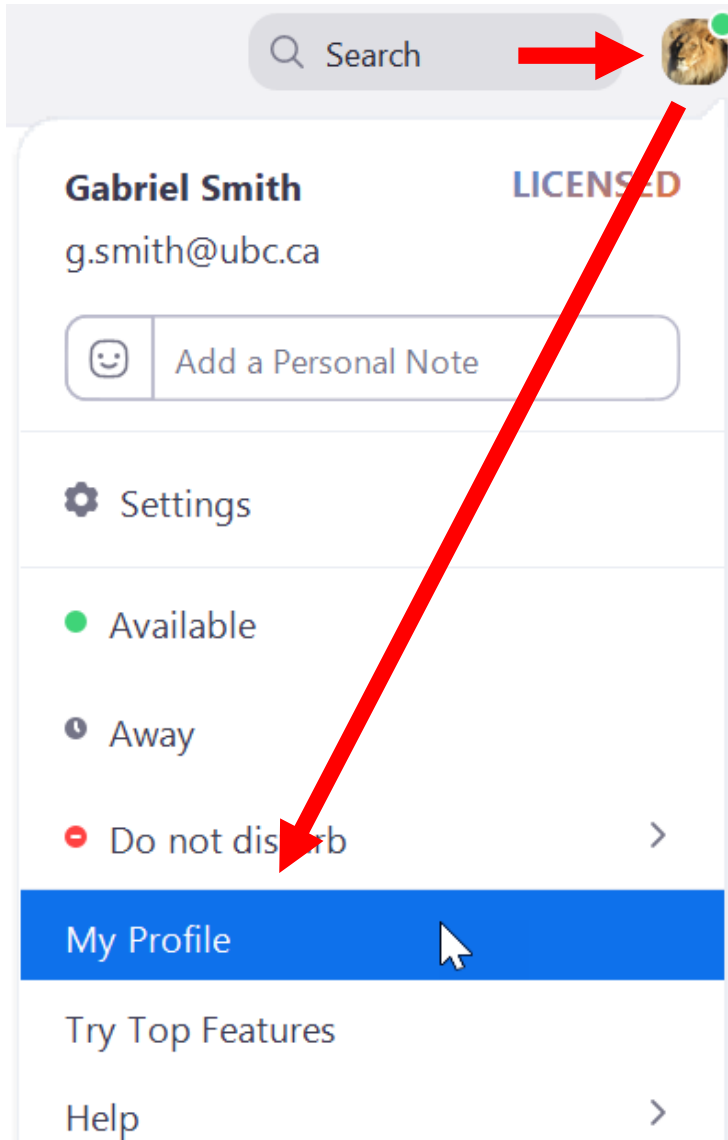 Search
Gabriel Smith LICENSED
g.smith@ubc.ca
Add a Personal Note
Settings
Available
Away
Do not disturb
My Profile
Try Top Features
Help